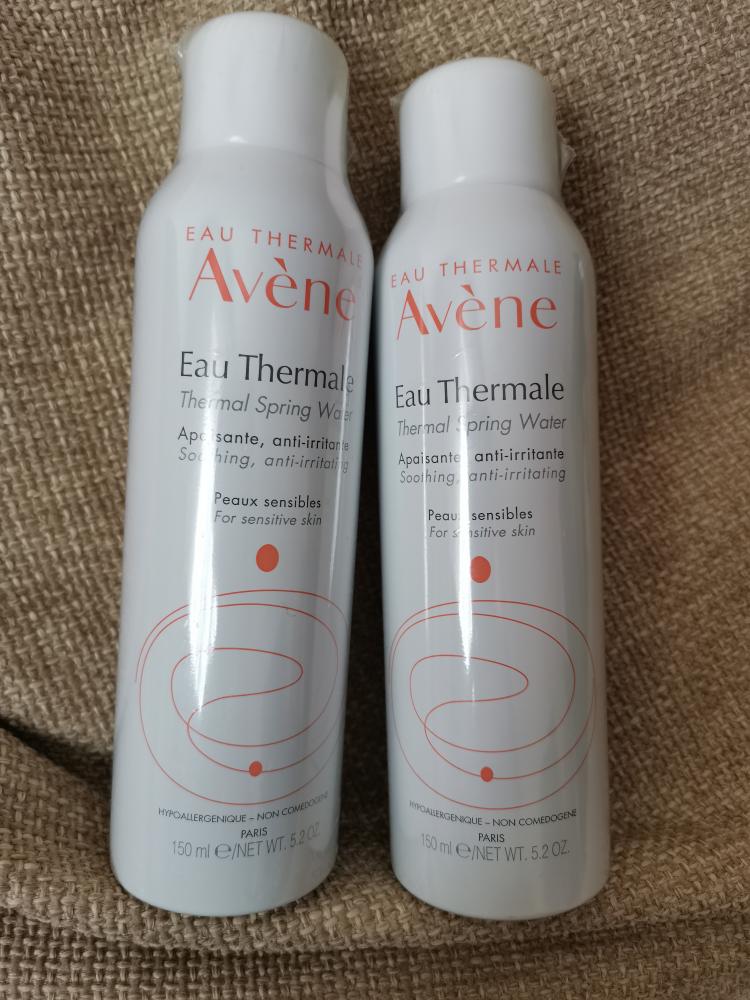 EAU THERMALE
Avène
Eau Thermale
Thermal Spring Water
Apaisante, anti-irritante
Soothing, anti-irritating
Peaux sensibles
For sensitive skin
HYPOALLERGENIQUE – NON COMEDOGENE
PARIS
150 ml ℮/NET WT. 5.2 OZ.
EAU THERMALE
Avène
Eau Thermale
Thermal Spring Water
Apaisante, anti-irritante
Soothing, anti-irritating
Peaux sensibles
For sensitive skin
HYPOALLERGENIQUE – NON COMEDOGENE
PARIS
150 ml ℮/NET WT. 5.2 OZ.